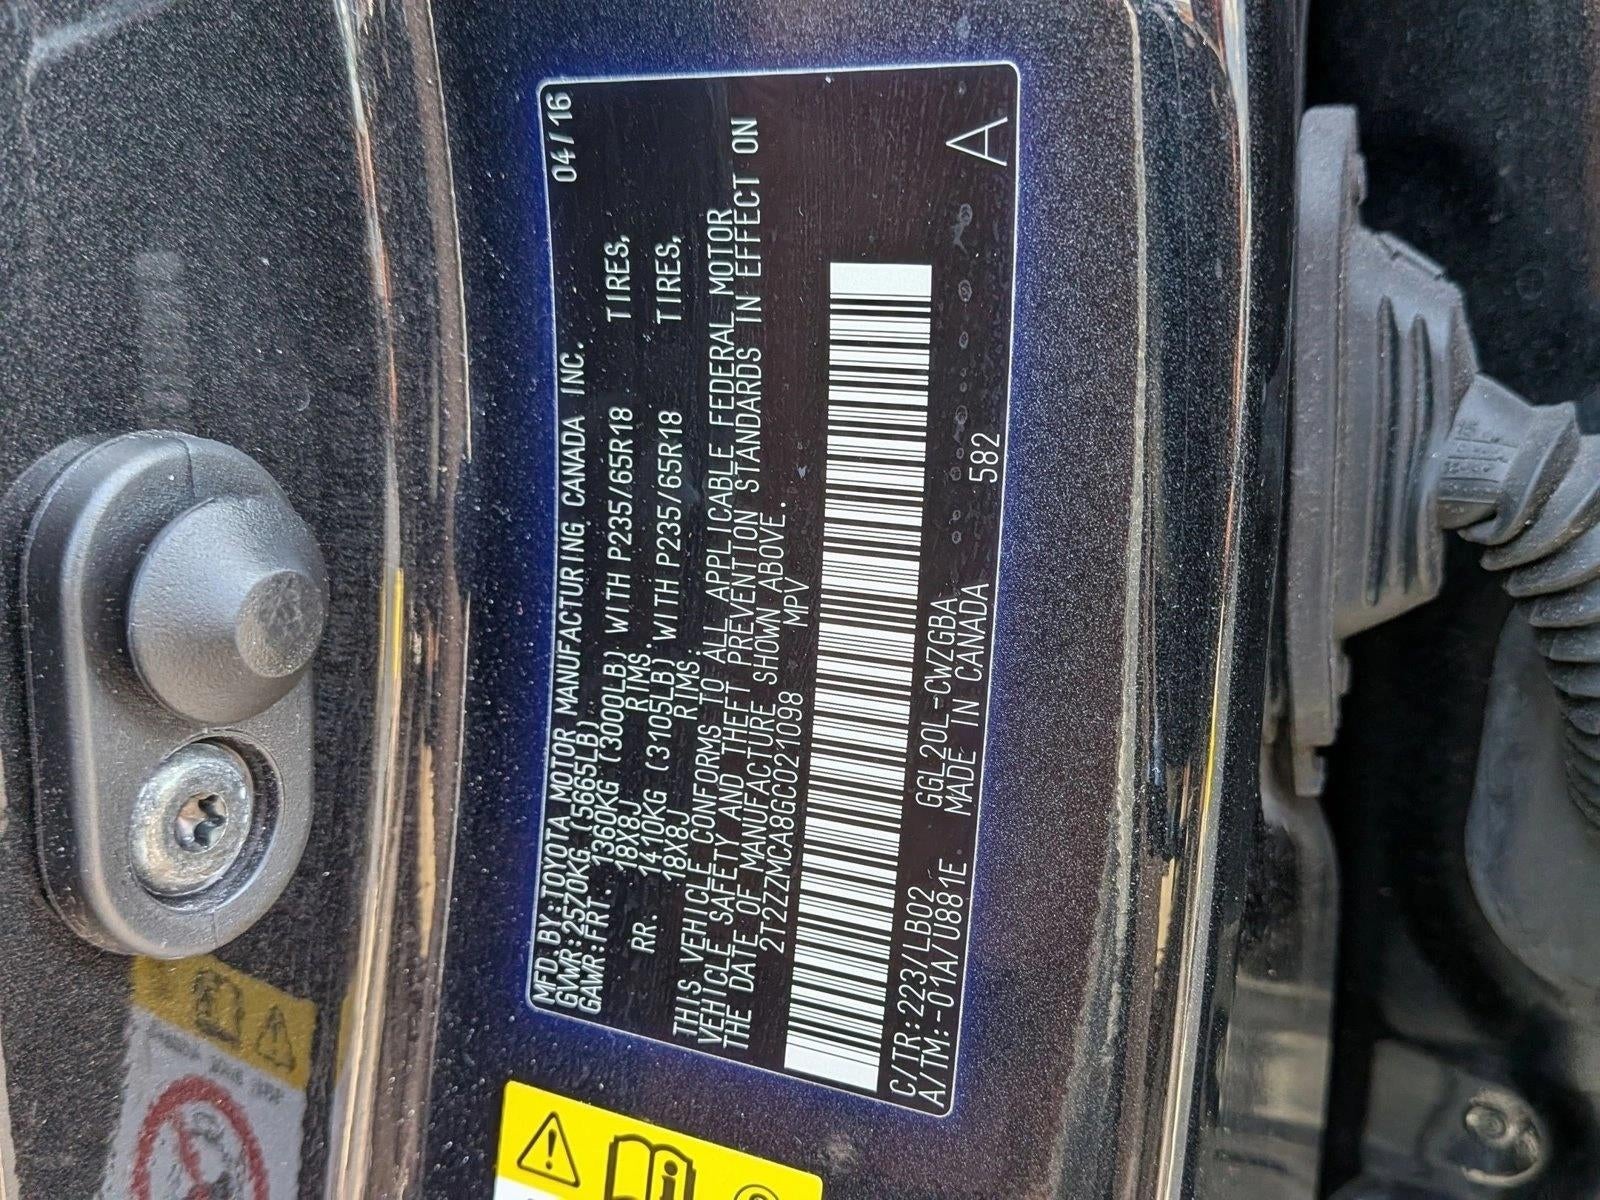 MFD.BY:TOYOTA MOTOR MANUFACTURING CANADA INC. 04/16
GVWR:2570KG (5665LB)
GAWR:FRT. 1360KG (3000LB) WITH P235/65R18 TIRES,
18X8J RIMS.
RR. 1410KG (3105LB) WITH P235/65R18 TIRES,
18X8J RIMS.
THIS VEHICLE CONFORMS TO ALL APPLICABLE FEDERAL MOTOR
VEHICLE SAFETY AND THEFT PREVENTION STANDARDS IN EFFECT ON
THE DATE OF MANUFACTURE SHOWN ABOVE.
2T2ZZMCA8GC021098 MPV
C/TR:223/LB02 GGL20L-CWZGBA
A/TM:-01A/U881E MADE IN CANADA 582 A